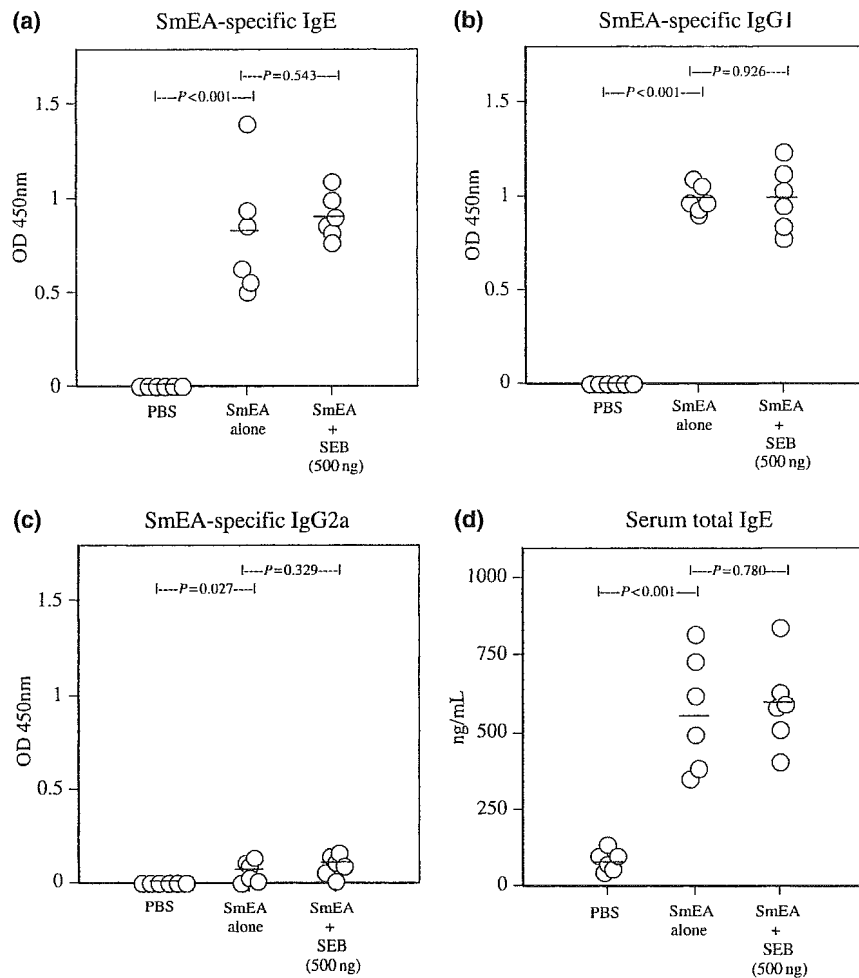 (a)
SmEA-specific IgE
P=0.543
P<0.001
1.5
1
0.5
0
OD 450nm
PBS
SmEA
alone
SmEA
+
SEB
(500 ng)
(b)
SmEA-specific IgG1
P=0.926
P<0.001
1.5
1
0.5
0
OD 450nm
PBS
SmEA
alone
SmEA
+
SEB
(500 ng)
(c)
SmEA-specific IgG2a
P=0.329
P=0.027
1.5
1
0.5
0
OD 450nm
PBS
SmEA
alone
SmEA
+
SEB
(500 ng)
(d)
Serum total IgE
P=0.780
P<0.001
1000
750
500
250
0
ng/mL
PBS
SmEA
alone
SmEA
+
SEB
(500 ng)